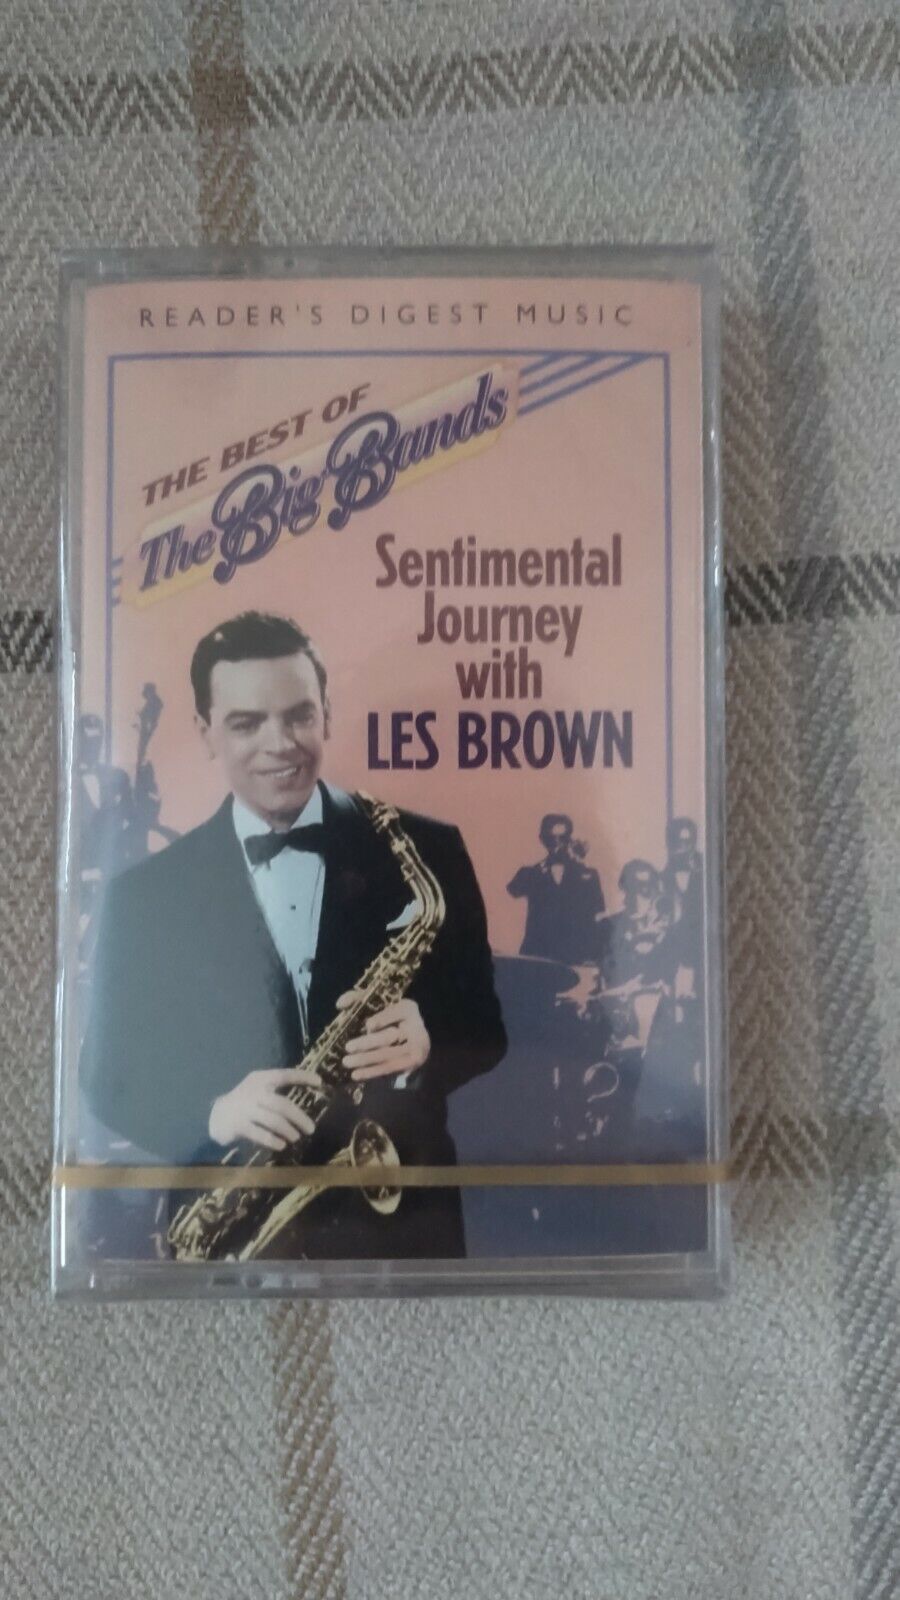 READER'S DIGEST MUSIC
THE BEST OF
The Big Bands
Sentimental
Journey
with
LES BROWN